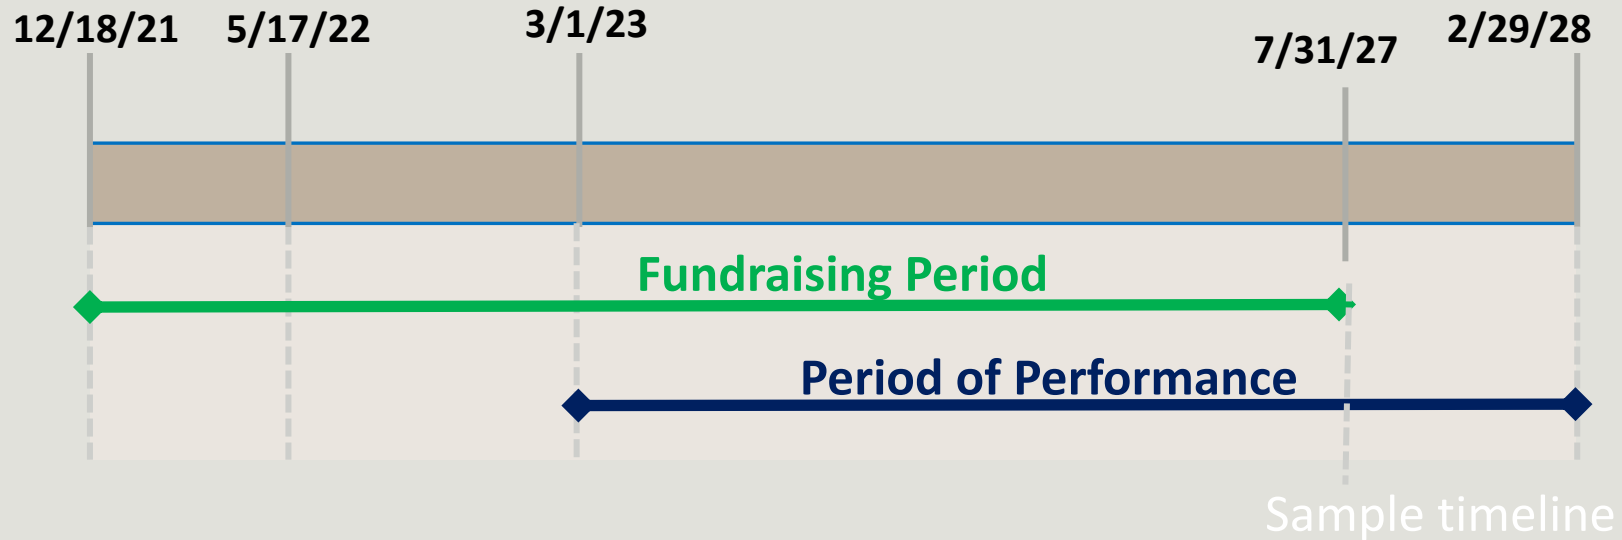 12/18/21 5/17/22 3/1/23 7/31/27 2/29/28
Fundraising Period
Period of Performance
Sample timeline